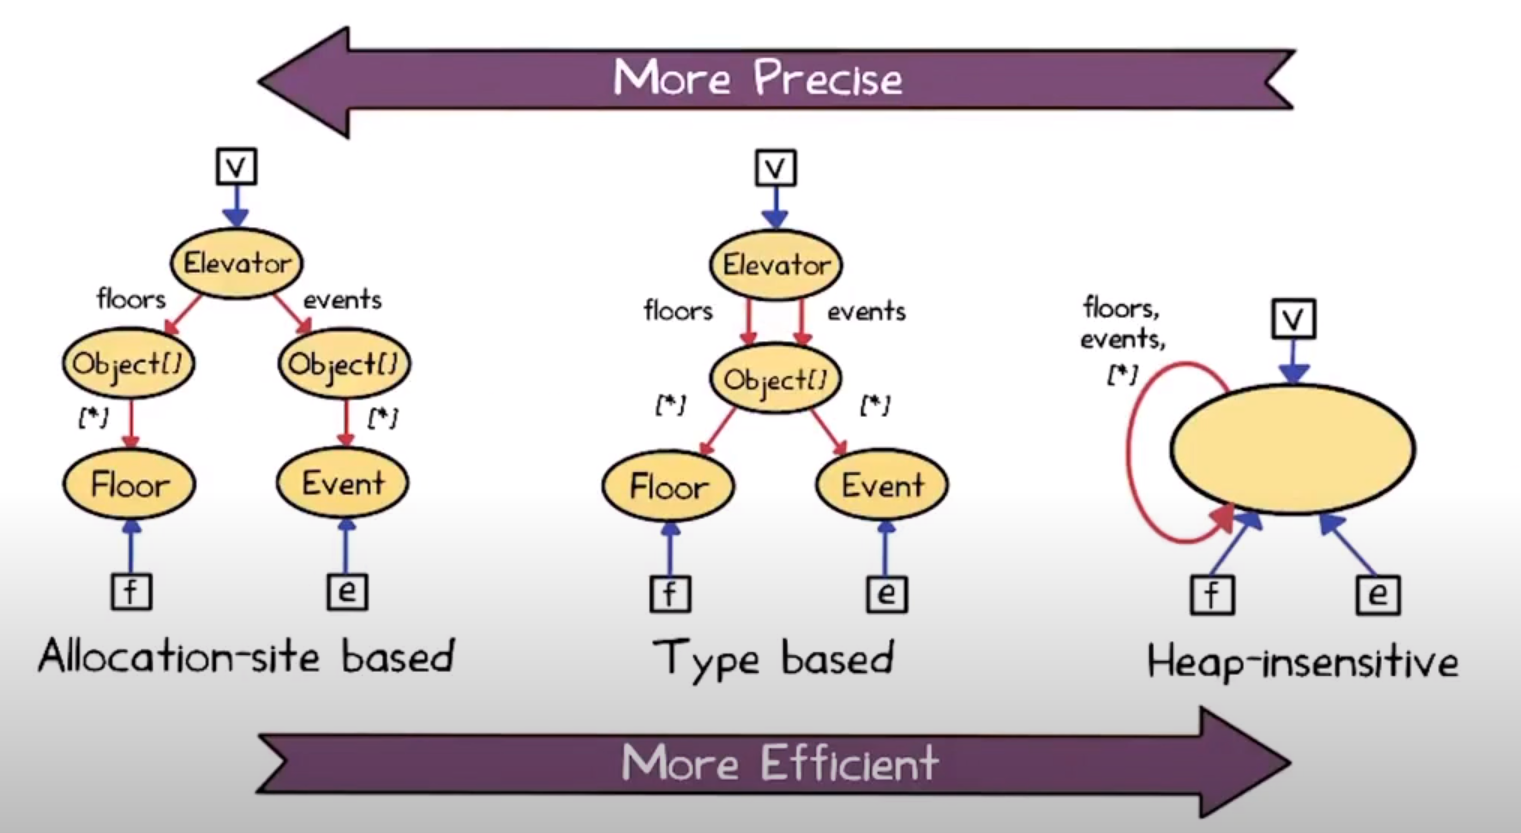 More Precise
v
Elevator
floors
events
Object[]
Object[]
[*]
[*]
Floor
Event
f
e
Allocation-site based
v
Elevator
floors
events
Object[]
[*]
[*]
Floor
Event
f
e
Type based
floors,
events,
[*]
v
f
e
Heap-insensitive
More Efficient